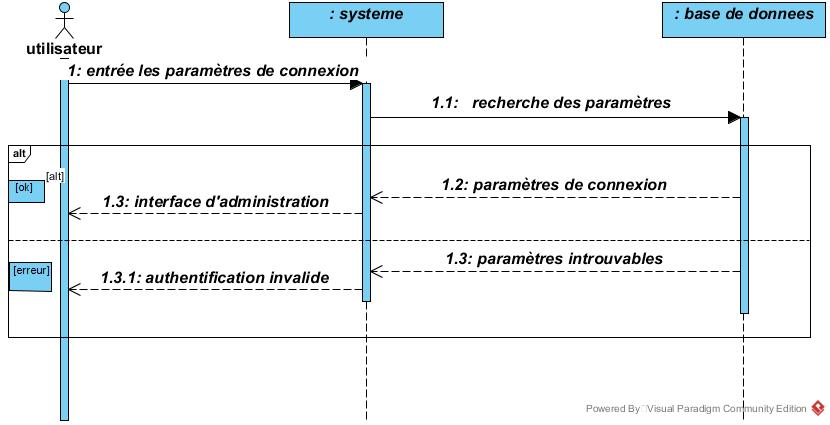 : systeme
: base de donnees
utilisateur
1: entrée les paramètres de connexion
1.1: recherche des paramètres
alt
[alt]
[ok]
1.2: paramètres de connexion
1.3: interface d'administration
1.3: paramètres introuvables
[erreur]
1.3.1: authentification invalide
Powered By Visual Paradigm Community Edition